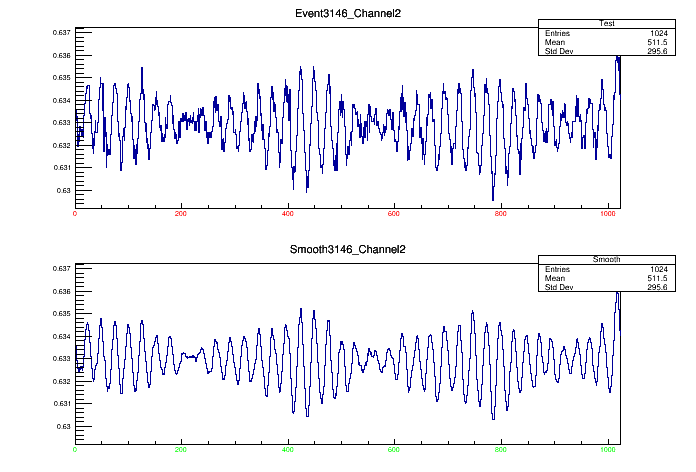 Event3146_Channel2
Test
Entries 1024
Mean 511.5
Std Dev 295.6
0.637
0.636
0.635
0.634
0.633
0.632
0.631
0.63
0 200 400 600 800 1000
Smooth3146_Channel2
Smooth
Entries 1024
Mean 511.5
Std Dev 295.6
0.637
0.636
0.635
0.634
0.633
0.632
0.631
0.63
0 200 400 600 800 1000